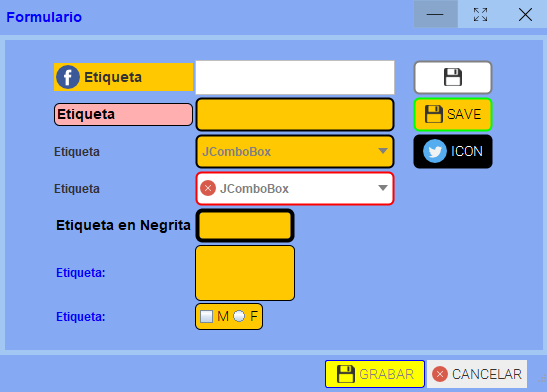 Formulario
Etiqueta
Etiqueta
SAVE
Etiqueta JComboBox
ICON
Etiqueta JComboBox
Etiqueta en Negrita
Etiqueta:
Etiqueta: M F
GRABAR CANCELAR